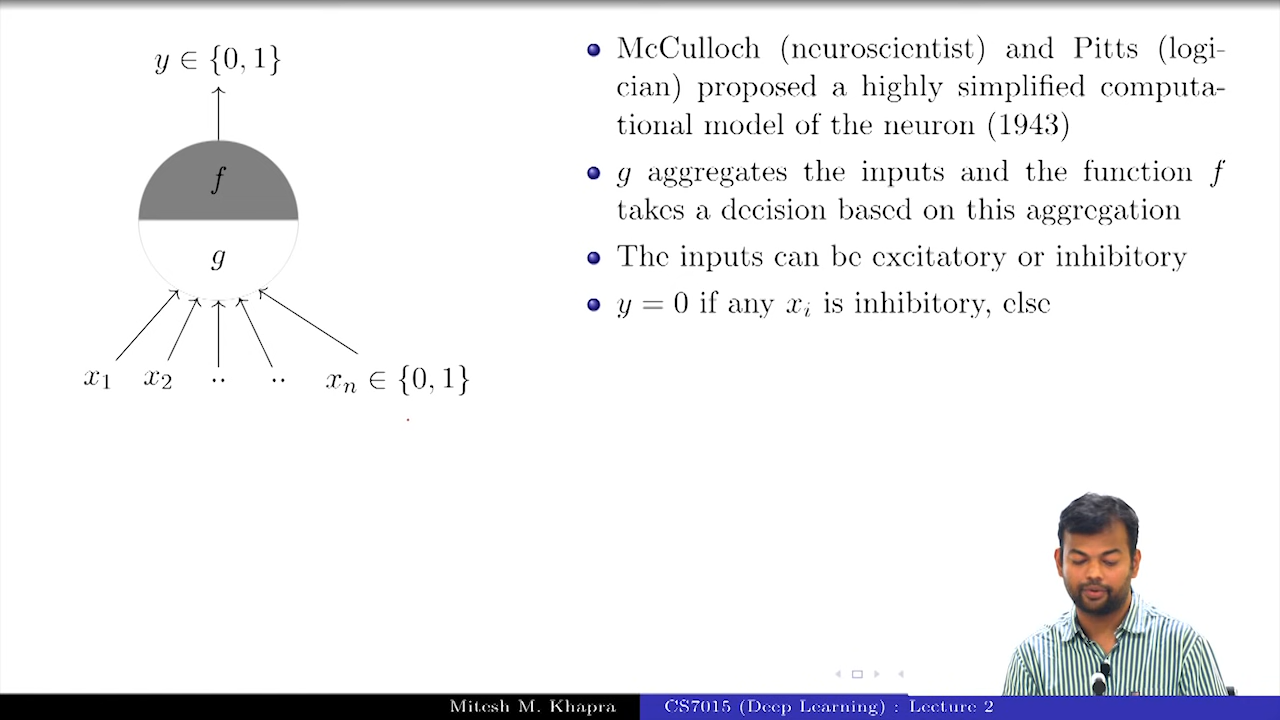 y ∈ {0, 1}
f
g
x₁ x₂ .. .. xₙ ∈ {0, 1}
McCulloch (neuroscientist) and Pitts (logi-
cian) proposed a highly simplified computa-
tional model of the neuron (1943)
g aggregates the inputs and the function f
takes a decision based on this aggregation
The inputs can be excitatory or inhibitory
y = 0 if any xᵢ is inhibitory, else
Mitesh M. Khapra
CS7015 (Deep Learning) : Lecture 2